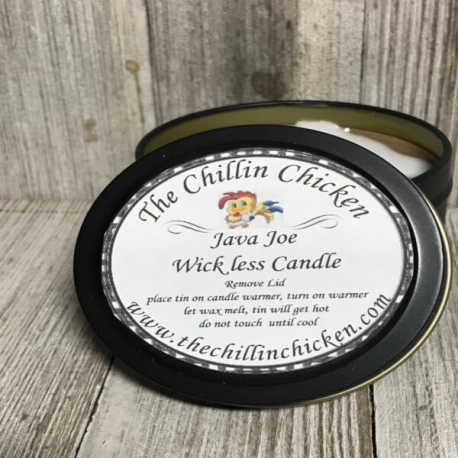 The Chillin Chicken
Java Joe
Wick less Candle
Remove Lid
place tin on candle warmer, turn on warmer
let wax melt, tin will get hot
do not touch until cool
www.thechillinchicken.com